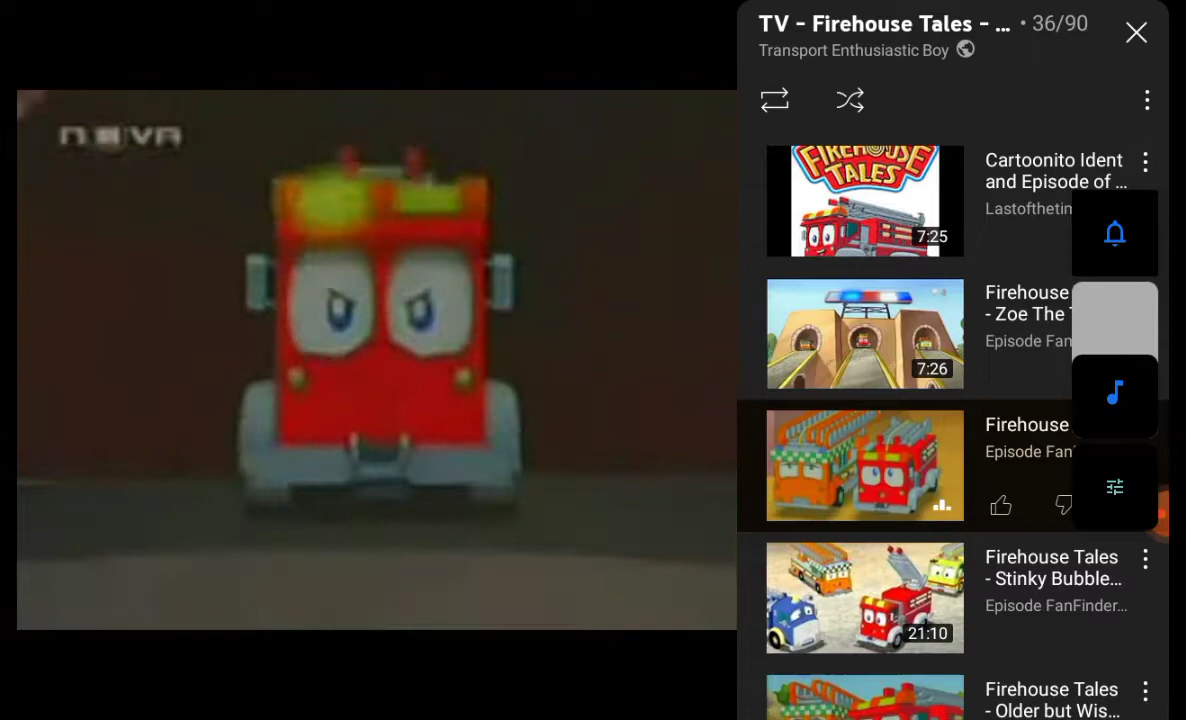 TV - Firehouse Tales - ... • 36/90
Transport Enthusiastic Boy
n VA
FIREHOUSE
TALES
7:25
Cartoonito Ident
and Episode of ...
Lastofthetin
7:26
Firehouse
- Zoe The
Episode Fan
Firehouse
Episode Fan
21:10
Firehouse Tales
- Stinky Bubble...
Episode FanFinder...
Firehouse Tales
- Older but Wis...